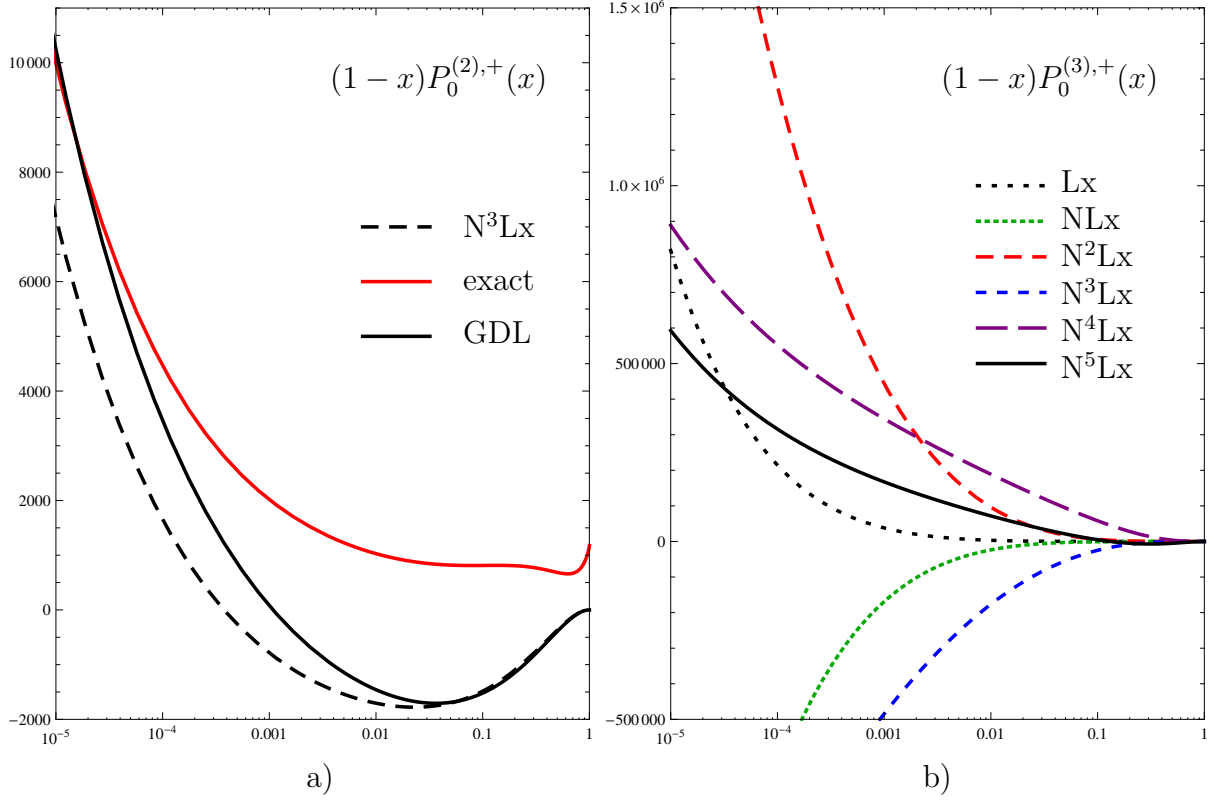 (1 − x)P₀⁽²⁾,⁺(x)
10 000
8000
6000
4000
2000
0
−2000
N³Lx
exact
GDL
10⁻⁵
10⁻⁴
0.001
0.01
0.1
1
a)
(1 − x)P₀⁽³⁾,⁺(x)
1.5 × 10⁶
1.0 × 10⁶
500 000
0
−500 000
Lx
NLx
N²Lx
N³Lx
N⁴Lx
N⁵Lx
10⁻⁵
10⁻⁴
0.001
0.01
0.1
1
b)